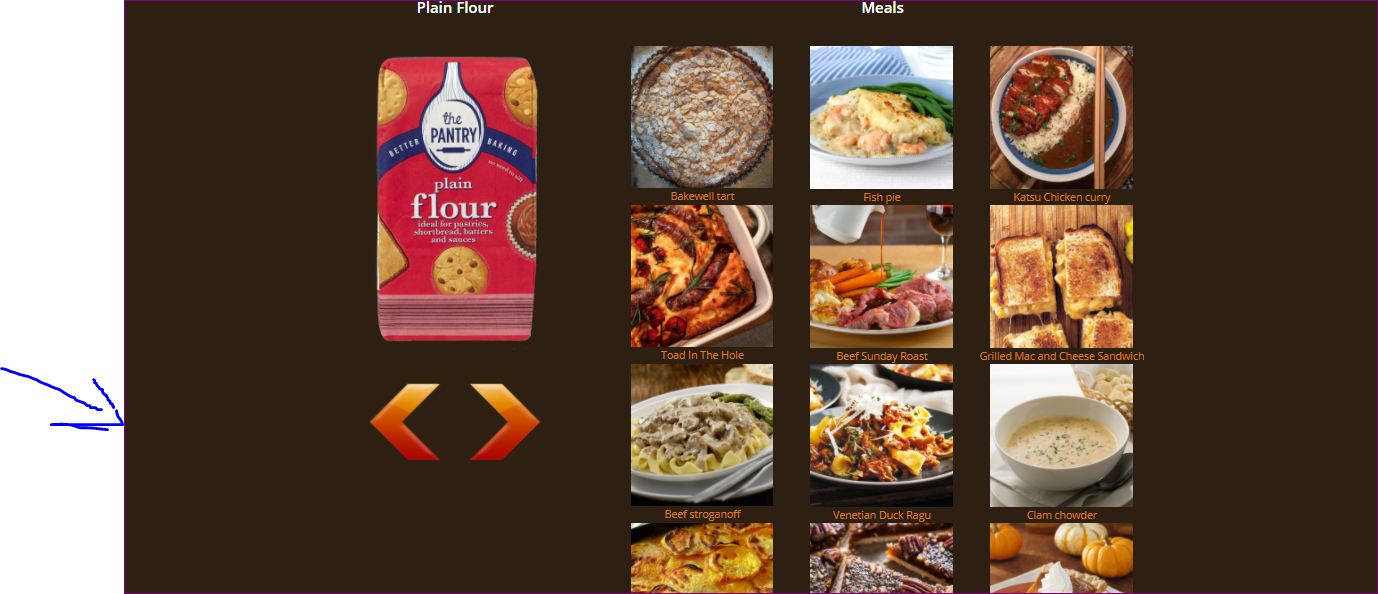 Plain Flour
Meals
the
PANTRY
BETTER BAKING
plain
flour
ideal for pastries,
shortbread, batters
and sauces
Bakewell tart
Fish pie
Katsu Chicken curry
Toad In The Hole
Beef Sunday Roast
Grilled Mac and Cheese Sandwich
Beef stroganoff
Venetian Duck Ragu
Clam chowder